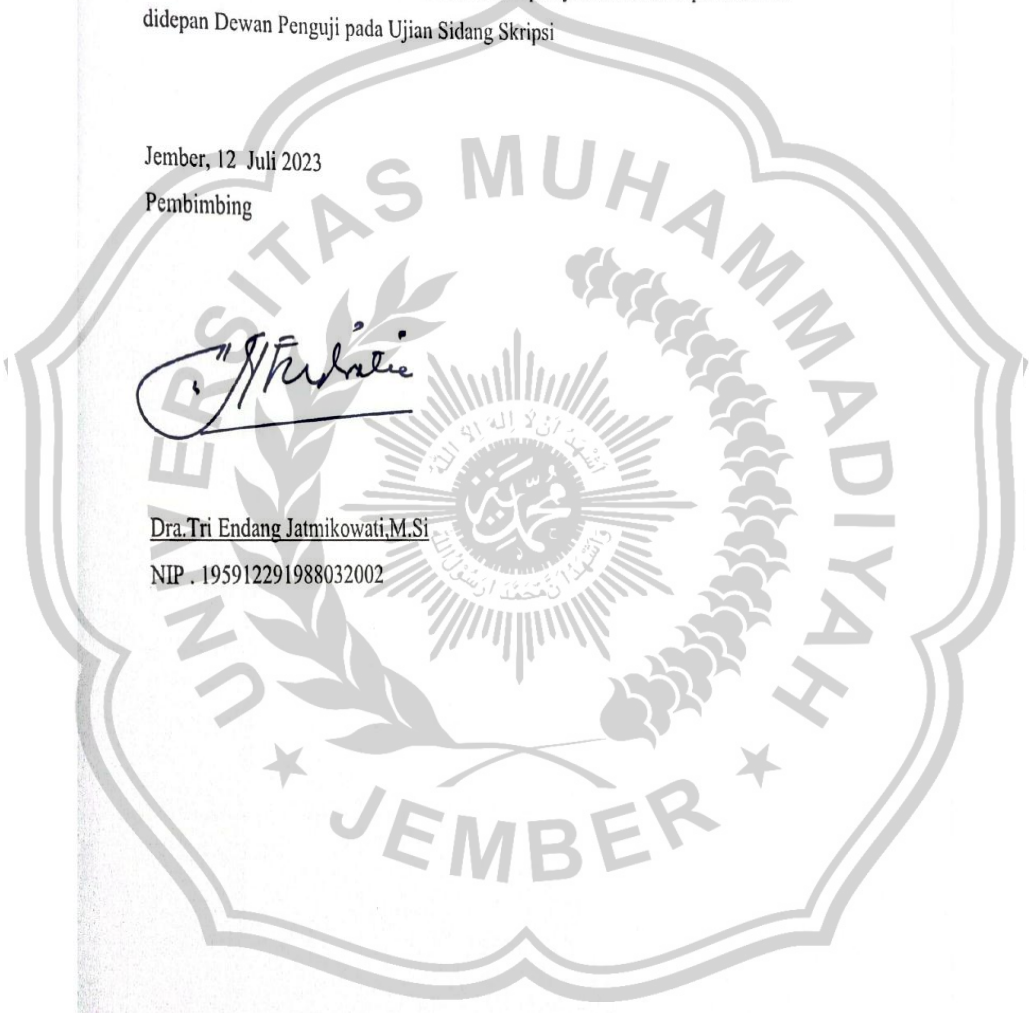 didepan Dewan Penguji pada Ujian Sidang Skripsi
Jember, 12 Juli 2023
Pembimbing
Dra.Tri Endang Jatmikowati,M.Si
NIP . 195912291988032002
UNIVERSITAS MUHAMMADIYAH
★ JEMBER ★